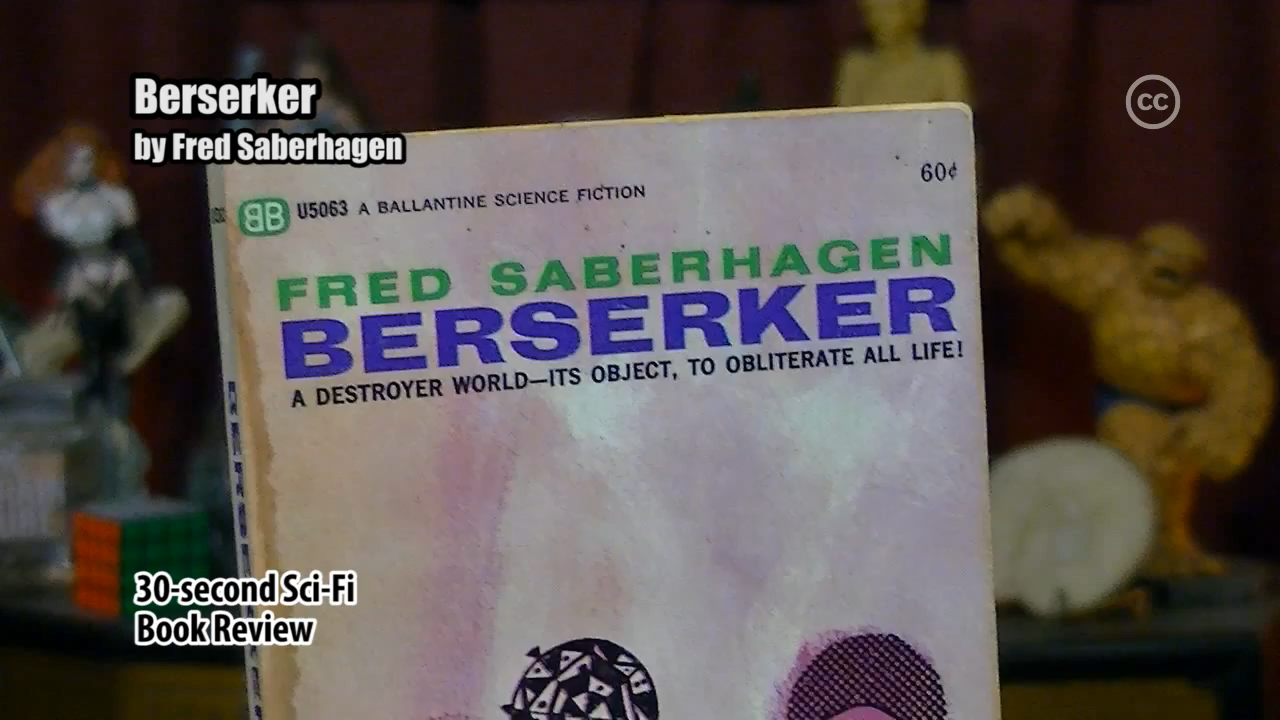 Berserker
by Fred Saberhagen
cc
60¢
BB U5063 A BALLANTINE SCIENCE FICTION
FRED SABERHAGEN
BERSERKER
A DESTROYER WORLD—ITS OBJECT, TO OBLITERATE ALL LIFE!
30-second Sci-Fi
Book Review